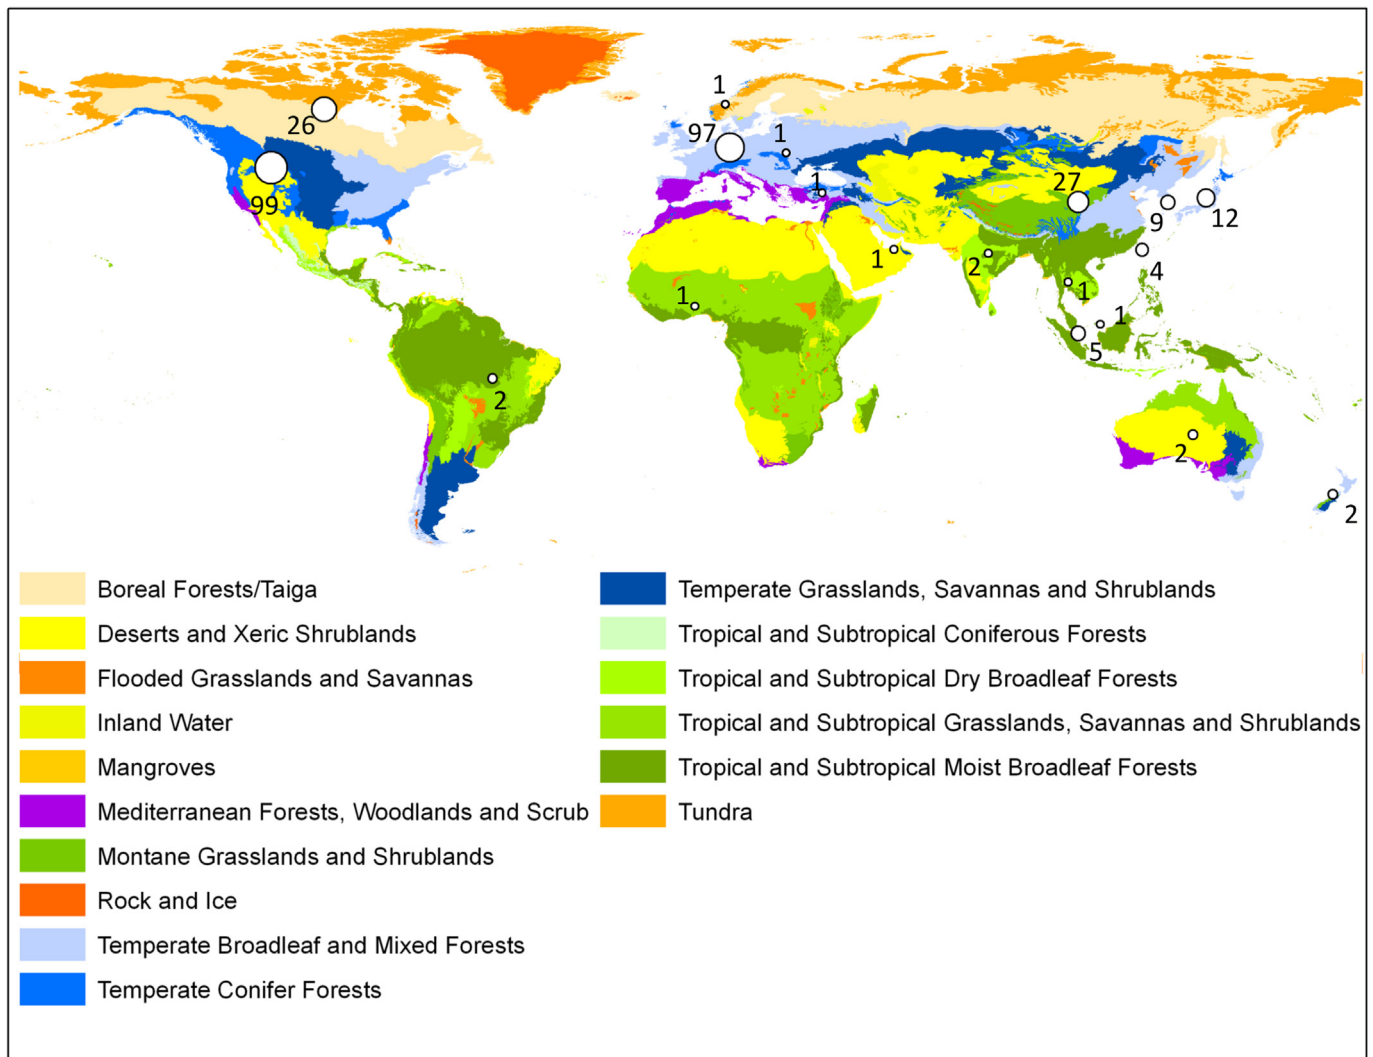 1
26
97
1
99
1
27
9
12
1
2
4
1
1
1
5
2
2
2
Boreal Forests/Taiga
Deserts and Xeric Shrublands
Flooded Grasslands and Savannas
Inland Water
Mangroves
Mediterranean Forests, Woodlands and Scrub
Montane Grasslands and Shrublands
Rock and Ice
Temperate Broadleaf and Mixed Forests
Temperate Conifer Forests
Temperate Grasslands, Savannas and Shrublands
Tropical and Subtropical Coniferous Forests
Tropical and Subtropical Dry Broadleaf Forests
Tropical and Subtropical Grasslands, Savannas and Shrublands
Tropical and Subtropical Moist Broadleaf Forests
Tundra